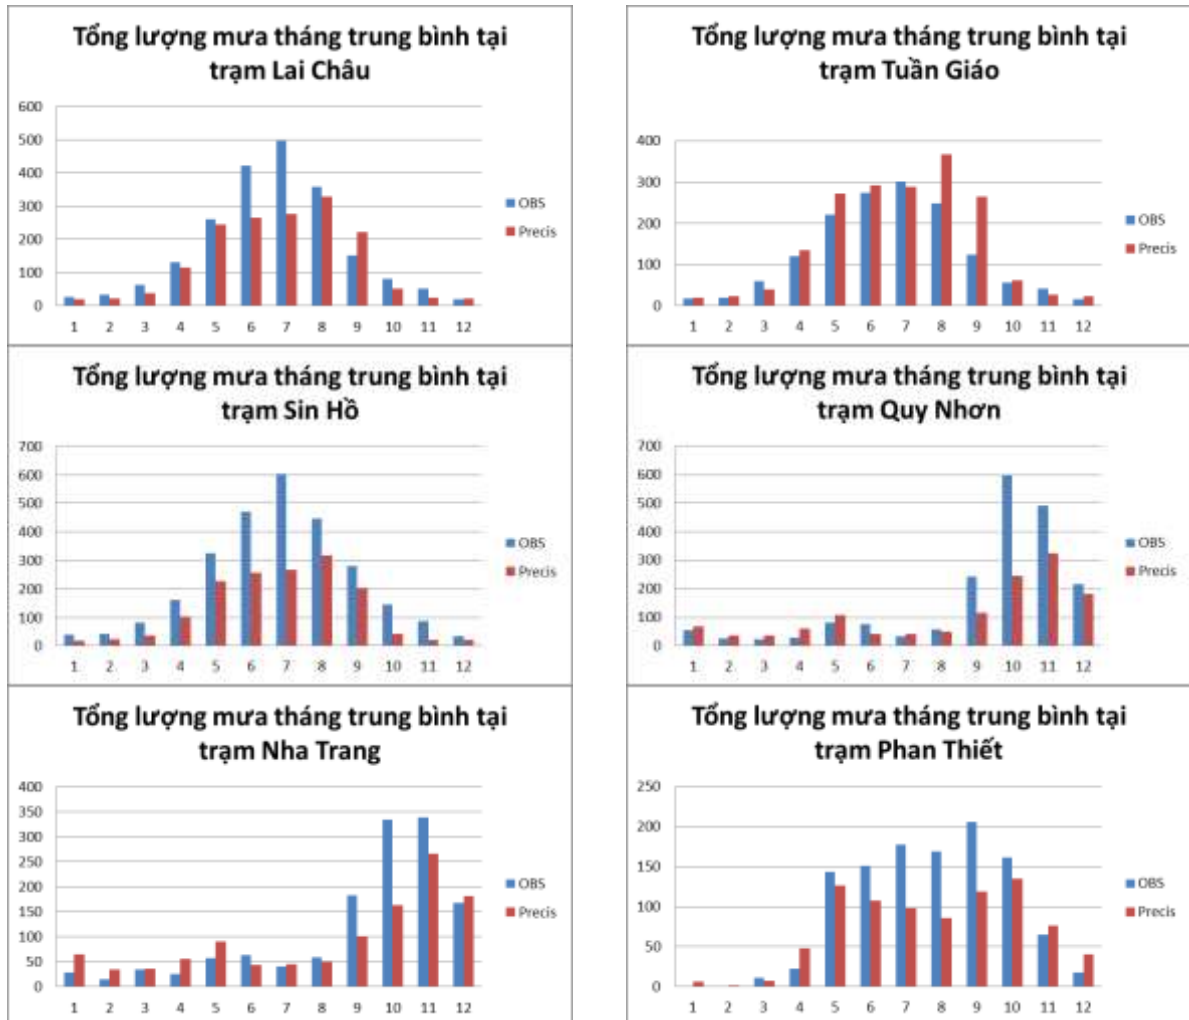 Tổng lượng mưa tháng trung bình tại
trạm Lai Châu
600
500
400
300
200
100
0
1 2 3 4 5 6 7 8 9 10 11 12
OBS
Precis
Tổng lượng mưa tháng trung bình tại
trạm Tuần Giáo
400
300
200
100
0
1 2 3 4 5 6 7 8 9 10 11 12
OBS
Precis
Tổng lượng mưa tháng trung bình tại
trạm Sin Hồ
700
600
500
400
300
200
100
0
1 2 3 4 5 6 7 8 9 10 11 12
OBS
Precis
Tổng lượng mưa tháng trung bình tại
trạm Quy Nhơn
700
600
500
400
300
200
100
0
1 2 3 4 5 6 7 8 9 10 11 12
OBS
Precis
Tổng lượng mưa tháng trung bình tại
trạm Nha Trang
400
350
300
250
200
150
100
50
0
1 2 3 4 5 6 7 8 9 10 11 12
OBS
Precis
Tổng lượng mưa tháng trung bình tại
trạm Phan Thiết
250
200
150
100
50
0
1 2 3 4 5 6 7 8 9 10 11 12
OBS
Precis